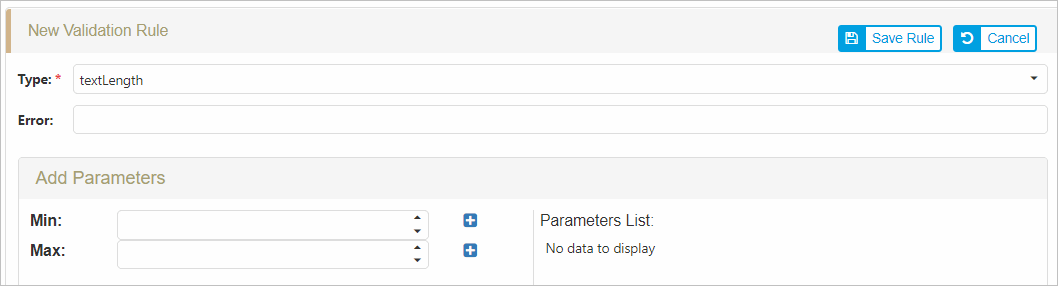 New Validation Rule
Save Rule
Cancel
Type: *
textLength
Error:
Add Parameters
Min:
Max:
Parameters List:
No data to display